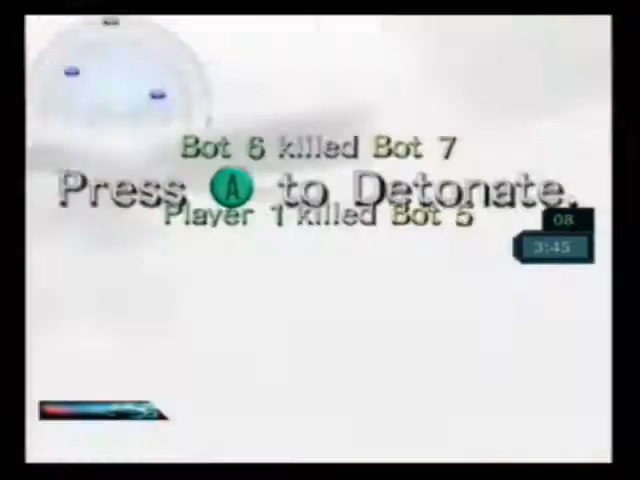 Bot 6 killed Bot 7
Press A to Detonate.
Player 1 killed Bot 5
08
3:45